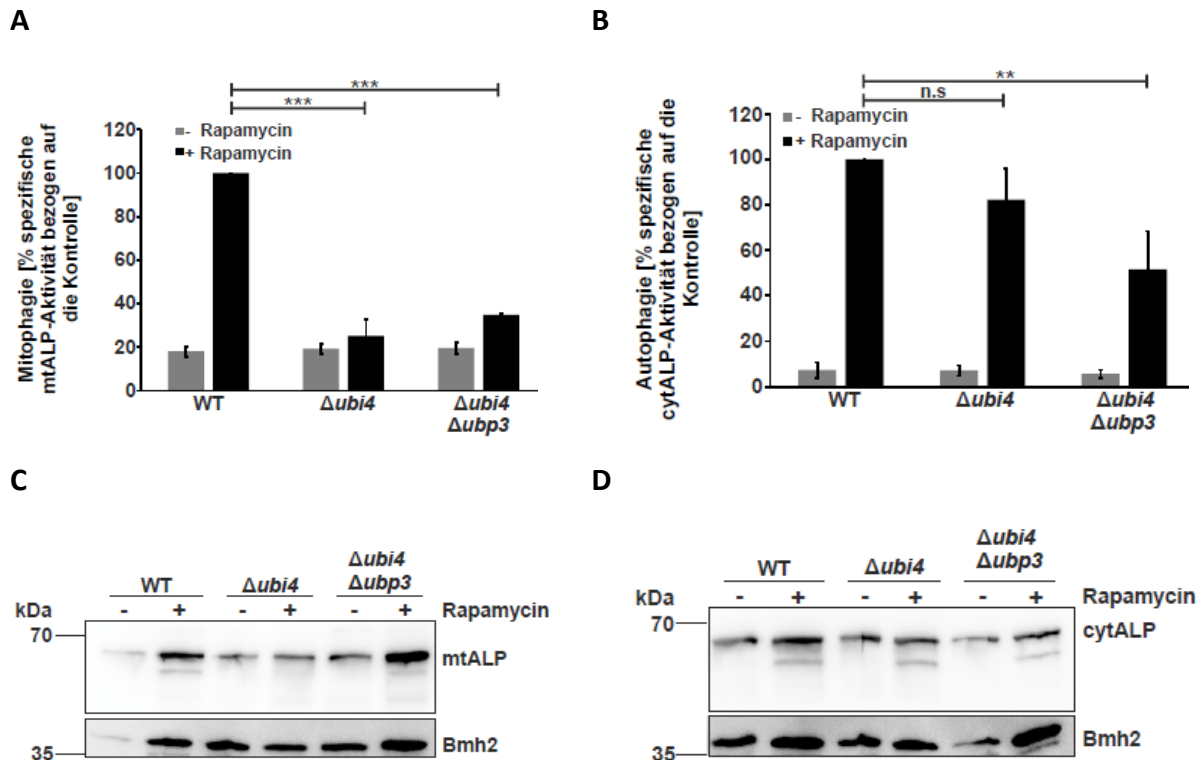 A
***
***
- Rapamycin
+ Rapamycin
120
100
80
60
40
20
0
Mitophagie [% spezifische
mtALP-Aktivität bezogen auf
die Kontrolle]
WT
Δubi4
Δubi4
Δubp3
B
**
n.s
- Rapamycin
+ Rapamycin
120
100
80
60
40
20
0
Autophagie [% spezifische
cytALP-Aktivität bezogen auf die
Kontrolle]
WT
Δubi4
Δubi4
Δubp3
C
WT
Δubi4
Δubi4
Δubp3
kDa
- + - + - + Rapamycin
70
mtALP
35
Bmh2
D
WT
Δubi4
Δubi4
Δubp3
kDa
- + - + - + Rapamycin
70
cytALP
35
Bmh2